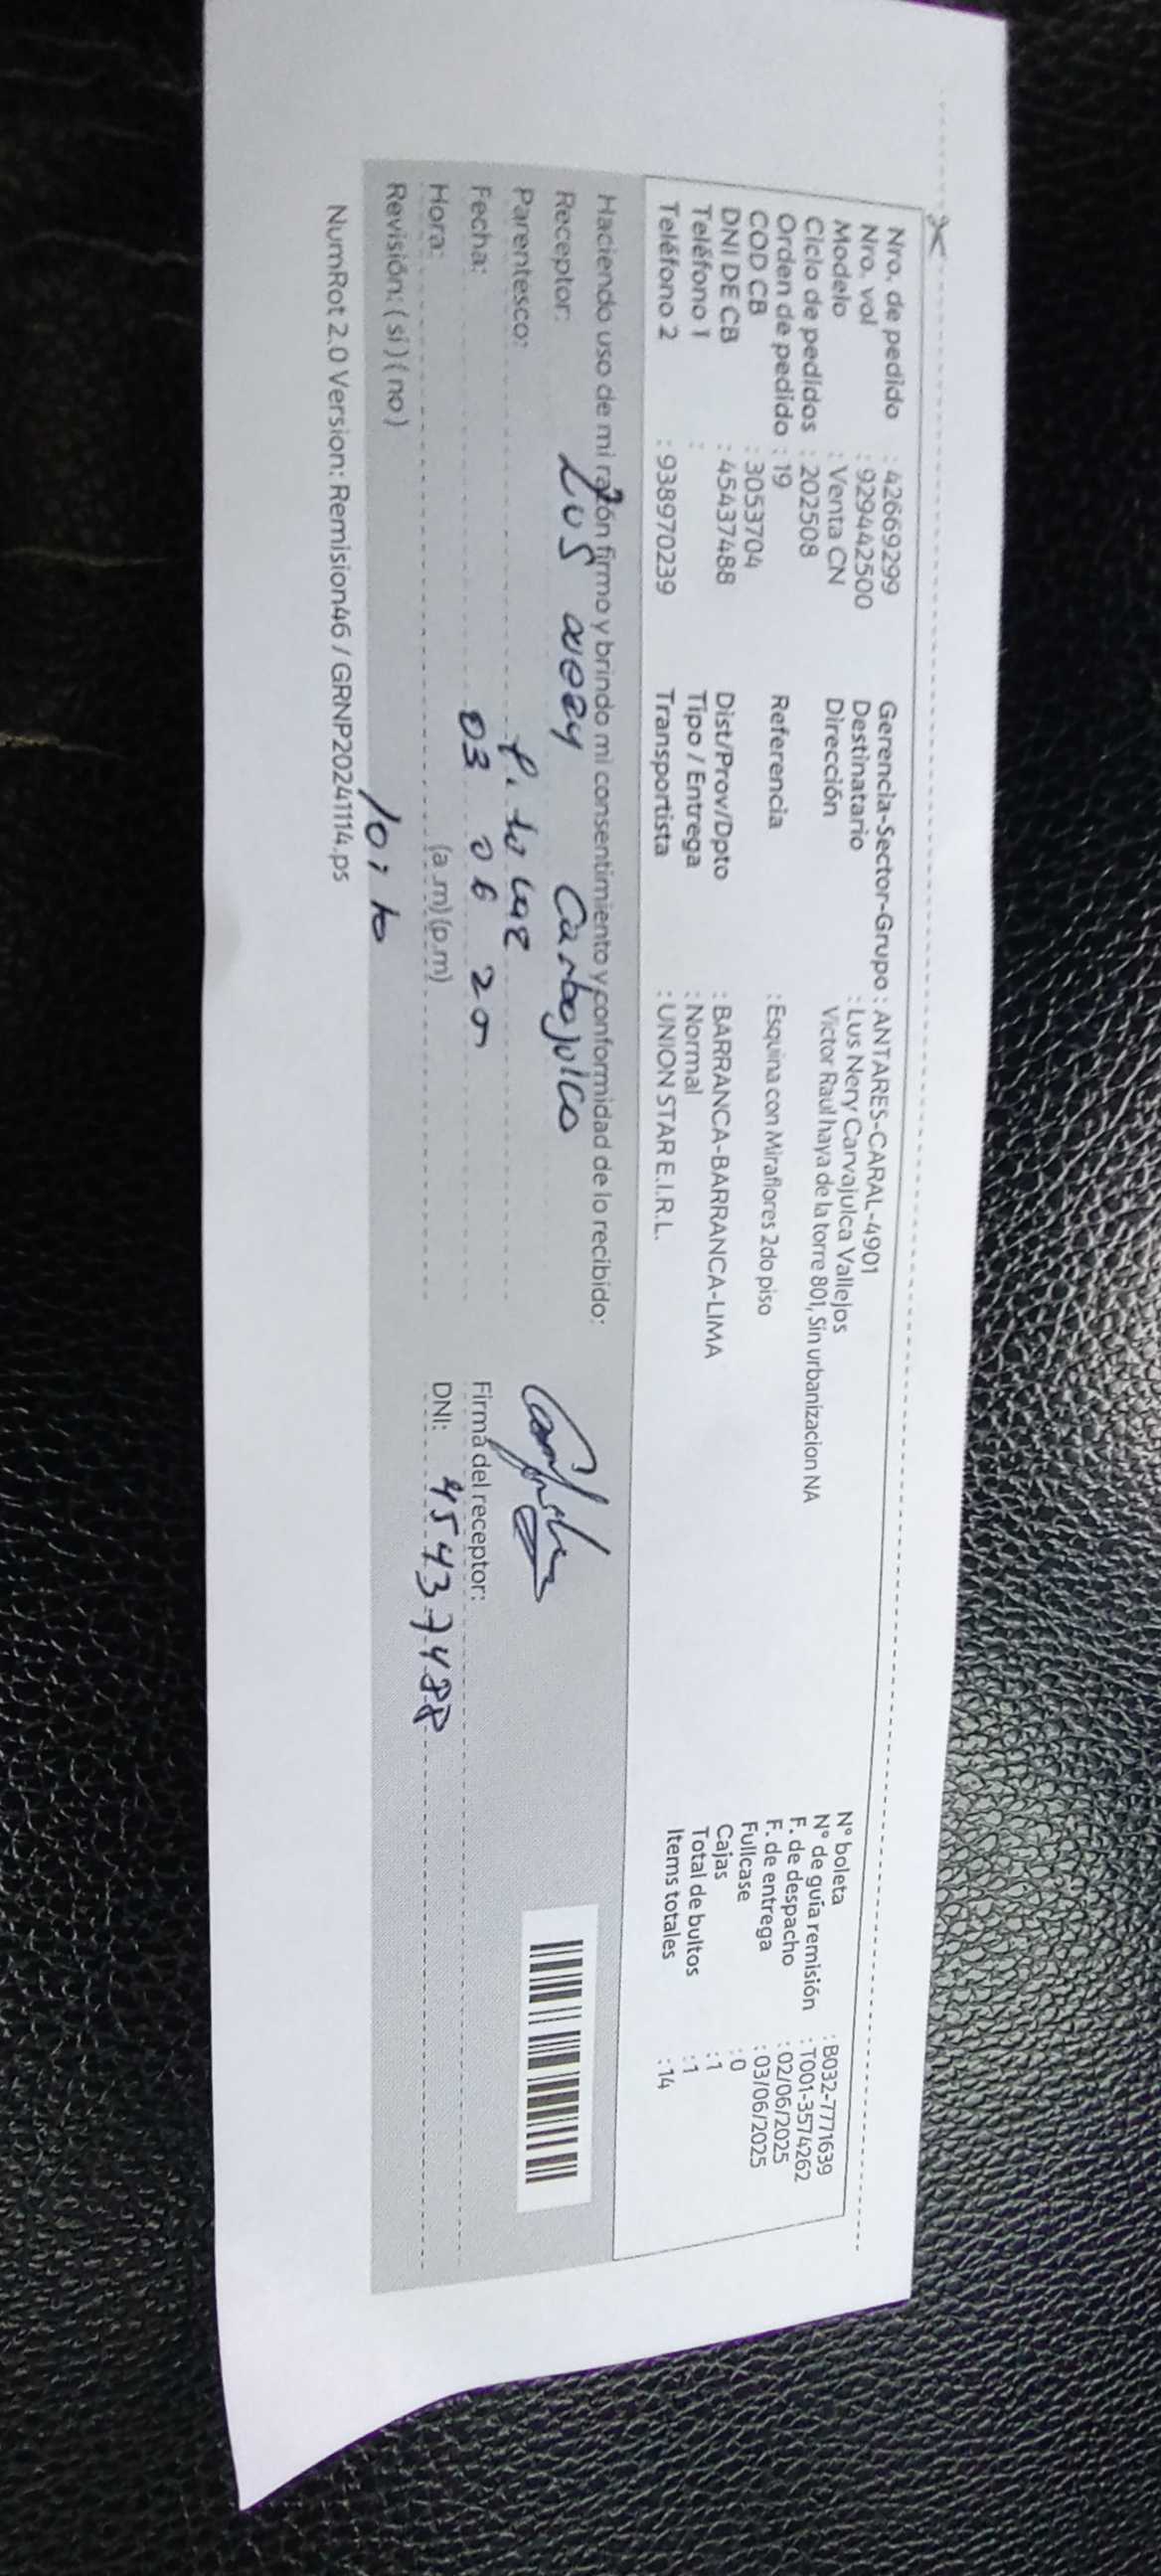 Nro. de pedido : 42669299
Nro. vol : 929442500
Modelo : Venta CN
Ciclo de pedidos : 202508
Orden de pedido : 19
COD CB : 3053704
DNI DE CB : 45437488
Teléfono 1 :
Teléfono 2 : 938970239
Gerencia-Sector-Grupo : ANTARES-CARAL-4901
Destinatario : Lus Nery Carvajulca Vallejos
Dirección Victor Raul haya de la torre 801, Sin urbanizacion NA
Referencia : Esquina con Miraflores 2do piso
Dist/Prov/Dpto : BARRANCA-BARRANCA-LIMA
Tipo / Entrega : Normal
Transportista : UNION STAR E.I.R.L.
N° boleta : B032-7771639
N° de guía remisión : T001-3574262
F. de despacho : 02/06/2025
F. de entrega : 03/06/2025
Fullcase : 0
Cajas : 1
Total de bultos : 1
Items totales : 14
Haciendo uso de mi razón firmo y brindo mi consentimiento y conformidad de lo recibido:
Receptor: Lus Carbajulca
Parentesco:
Fecha: 03 06 25
Hora: (a.m) (p.m)
Revisión: (si) (no) 10:10
Firma del receptor:
DNI: 45437488
NumRot 2.0 Version: Remision46 / GRNP20241114.ps